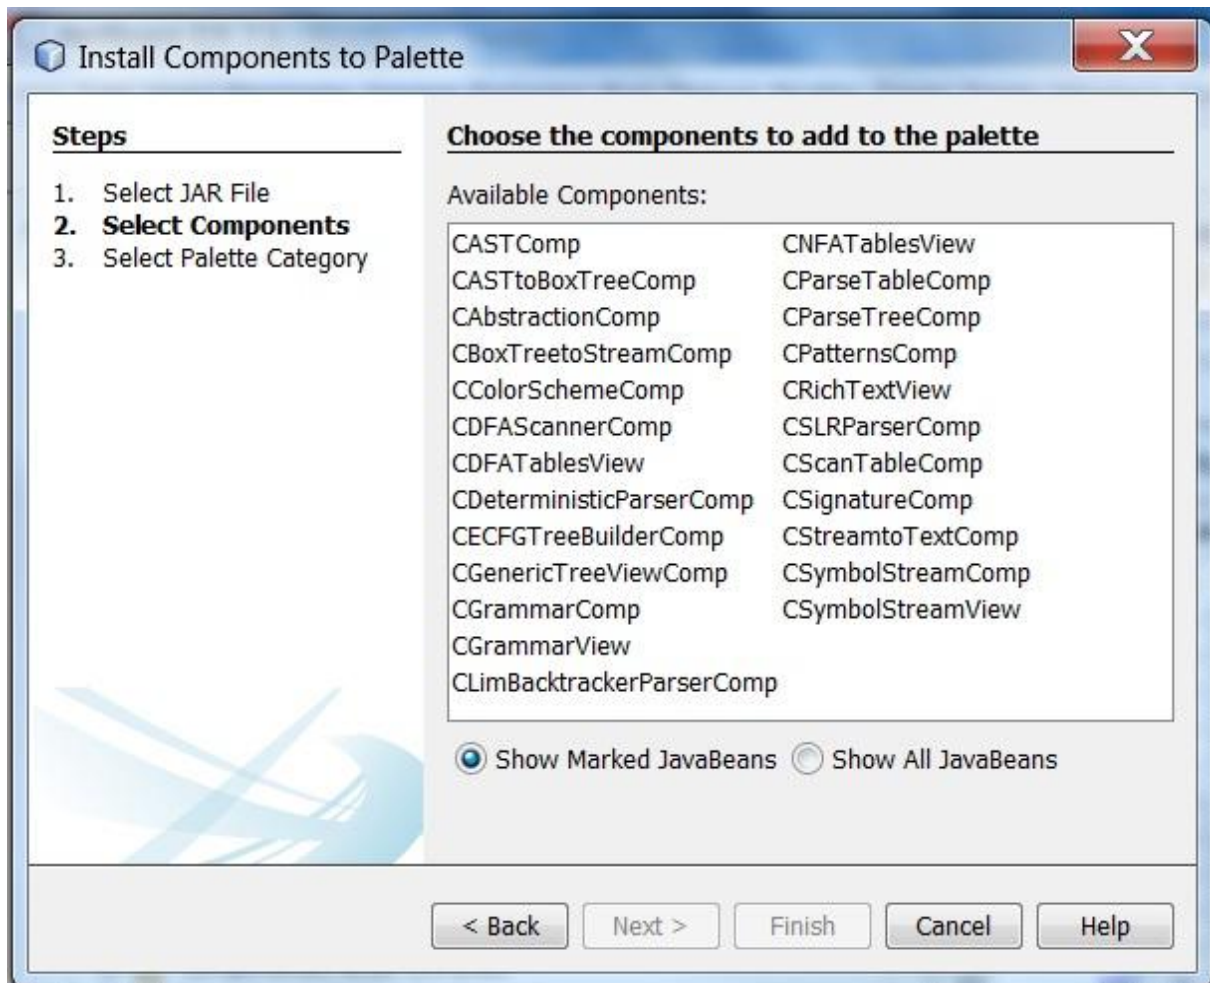 Install Components to Palette
Steps
1. Select JAR File
2. Select Components
3. Select Palette Category
Choose the components to add to the palette
Available Components:
CASTComp
CASTtoBoxTreeComp
CAbstractionComp
CBoxTreetoStreamComp
CColorSchemeComp
CDFAScannerComp
CDFATablesView
CDeterministicParserComp
CECFGTreeBuilderComp
CGenericTreeViewComp
CGrammarComp
CGrammarView
CLimBacktrackerParserComp
CNFATablesView
CParseTableComp
CParseTreeComp
CPatternsComp
CRichTextView
CSLRParserComp
CScanTableComp
CSignatureComp
CStreamtoTextComp
CSymbolStreamComp
CSymbolStreamView
Show Marked JavaBeans Show All JavaBeans
< Back Next > Finish Cancel Help